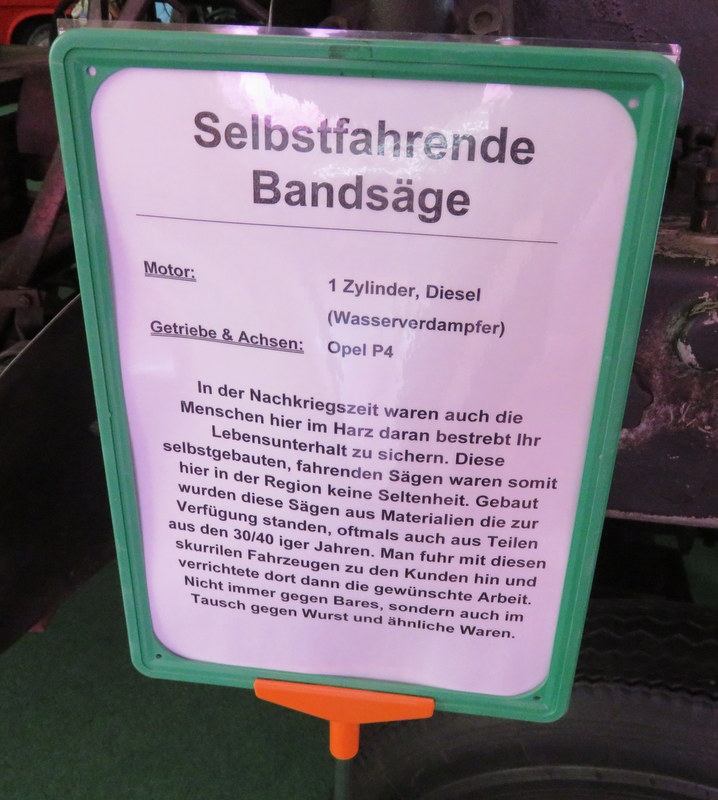 Selbstfahrende
Bandsäge
Motor:
1 Zylinder, Diesel
(Wasserverdampfer)
Getriebe & Achsen:
Opel P4
In der Nachkriegszeit waren auch die
Menschen hier im Harz daran bestrebt Ihr
Lebensunterhalt zu sichern. Diese
selbstgebauten, fahrenden Sägen waren somit
hier in der Region keine Seltenheit. Gebaut
wurden diese Sägen aus Materialien die zur
Verfügung standen, oftmals auch aus Teilen
aus den 30/40 iger Jahren. Man fuhr mit diesen
skurrilen Fahrzeugen zu den Kunden hin und
verrichtete dort dann die gewünschte Arbeit.
Nicht immer gegen Bares, sondern auch im
Tausch gegen Wurst und ähnliche Waren.